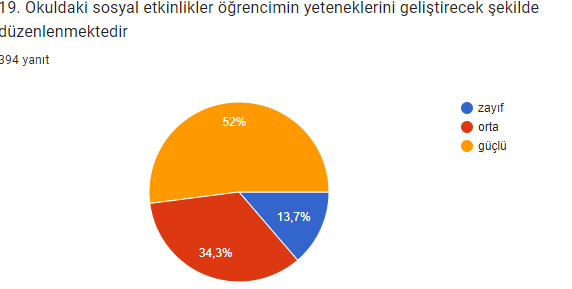 19. Okuldaki sosyal etkinlikler öğrencimin yeteneklerini geliştirecek şekilde
düzenlenmektedir
394 yanıt
zayıf
orta
güçlü
52%
13,7%
34,3%